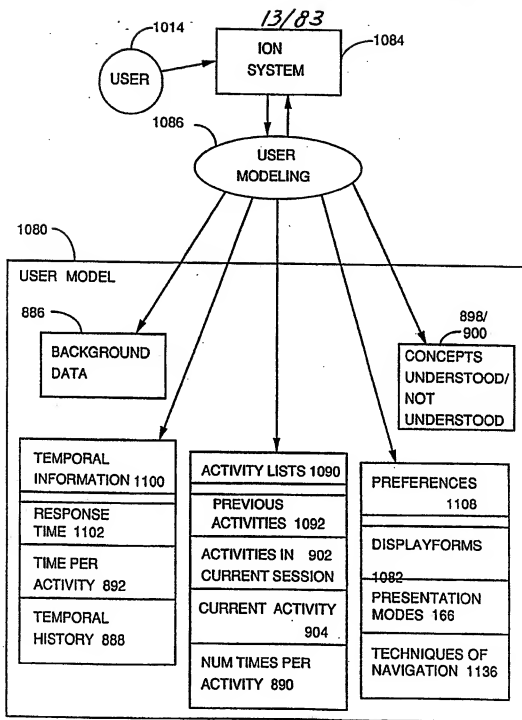 13/83
1014
1084
ION
SYSTEM
USER
1086
USER
MODELING
1080
USER MODEL
886
BACKGROUND
DATA
898/
900
CONCEPTS
UNDERSTOOD/
NOT
UNDERSTOOD
TEMPORAL
INFORMATION 1100
RESPONSE
TIME 1102
TIME PER
ACTIVITY 892
TEMPORAL
HISTORY 888
ACTIVITY LISTS 1090
PREVIOUS
ACTIVITIES 1092
ACTIVITIES IN 902
CURRENT SESSION
CURRENT ACTIVITY
904
NUM TIMES PER
ACTIVITY 890
PREFERENCES
1108
DISPLAYFORMS
1082
PRESENTATION
MODES 166
TECHNIQUES OF
NAVIGATION 1136